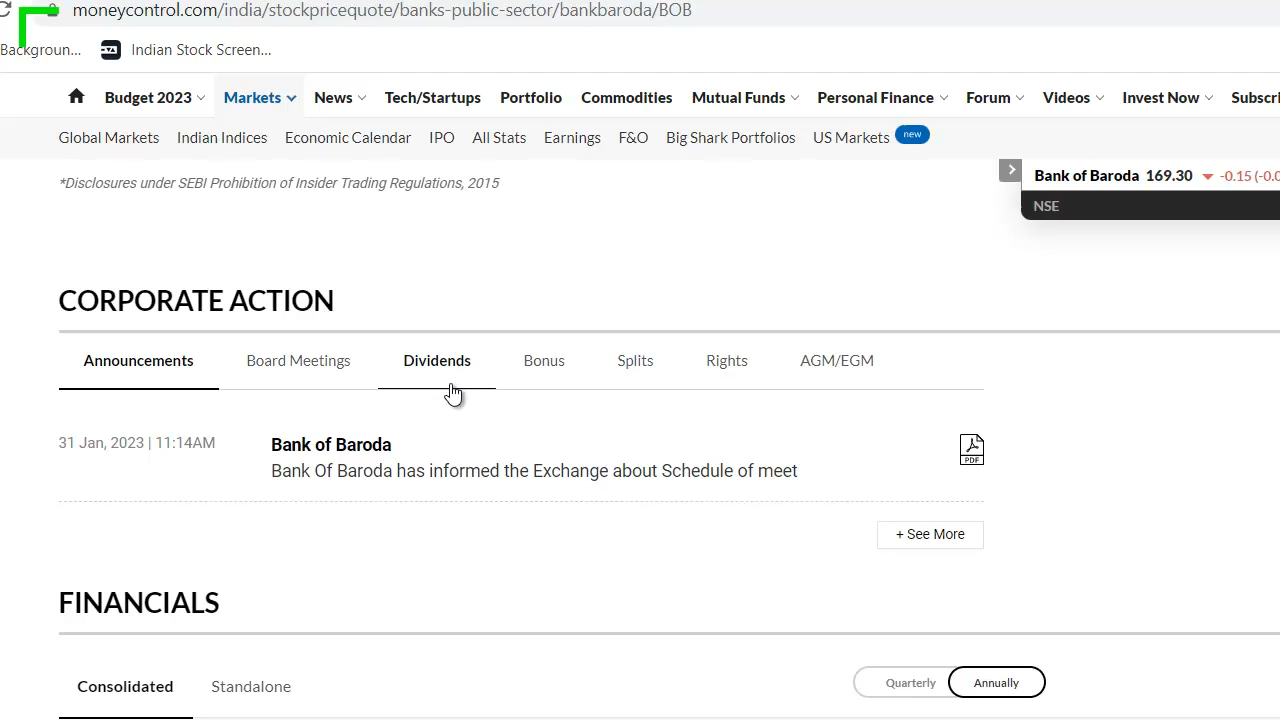 moneycontrol.com/india/stockpricequote/banks-public-sector/bankbaroda/BOB
Backgroun... Indian Stock Screen...
Budget 2023 Markets News Tech/Startups Portfolio Commodities Mutual Funds Personal Finance Forum Videos Invest Now Subscri
Global Markets Indian Indices Economic Calendar IPO All Stats Earnings F&O Big Shark Portfolios US Markets new
*Disclosures under SEBI Prohibition of Insider Trading Regulations, 2015
Bank of Baroda 169.30 -0.15 (-0.0
NSE
CORPORATE ACTION
Announcements Board Meetings Dividends Bonus Splits Rights AGM/EGM
31 Jan, 2023 | 11:14AM Bank of Baroda
Bank Of Baroda has informed the Exchange about Schedule of meet
PDF
+ See More
FINANCIALS
Consolidated Standalone Quarterly Annually